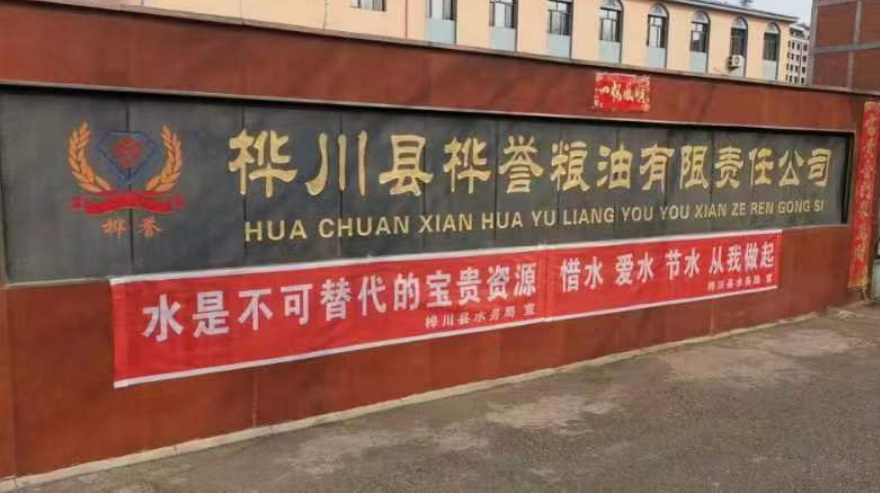 桦川县桦誉粮油有限责任公司
HUA CHUAN XIAN HUA YU LIANG YOU YOU XIAN ZE REN GONG SI
桦誉
水是不可替代的宝贵资源
桦川县水务局 宣
惜水 爱水 节水 从我做起
桦川县水务局 宣